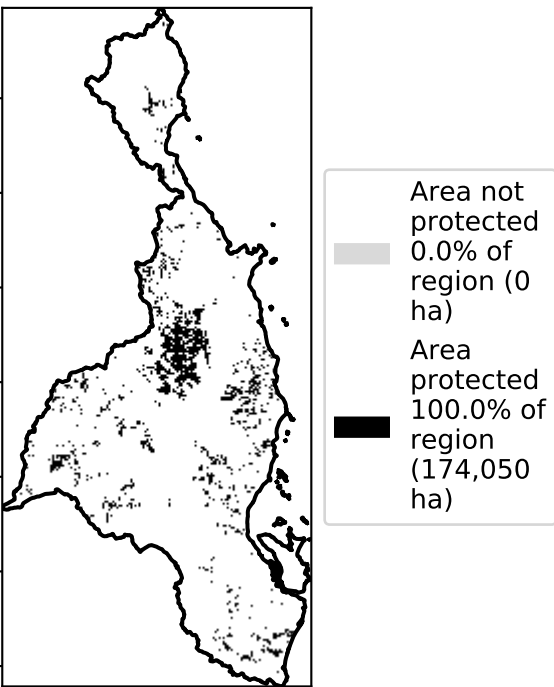 Area not
protected
0.0% of
region (0
ha)
Area
protected
100.0% of
region
(174,050
ha)